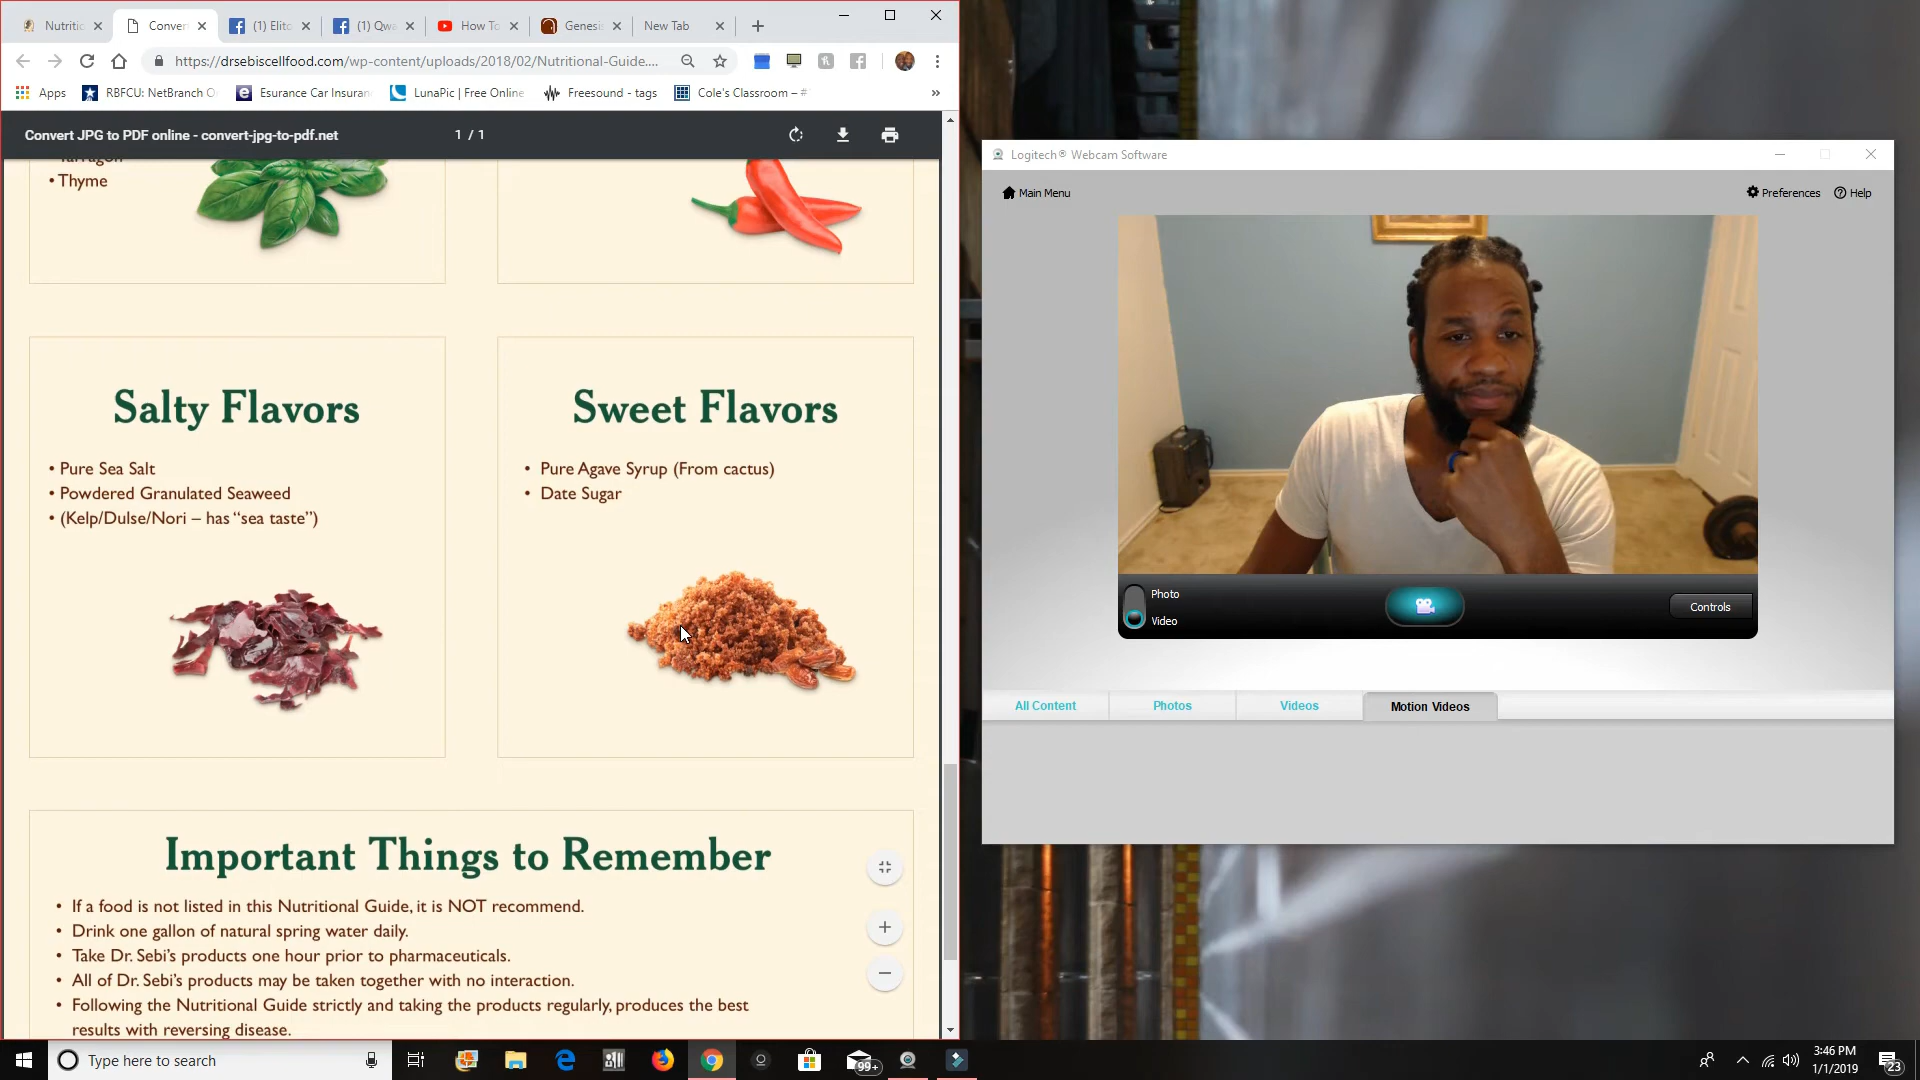 Nutritic
Conver
(1) Elito
(1) Qwa
How To
Genesis
New Tab
https://drsebiscellfood.com/wp-content/uploads/2018/02/Nutritional-Guide....
Apps
RBFCU: NetBranch O
Esurance Car Insuran
LunaPic | Free Online
Freesound - tags
Cole's Classroom – #
»
Convert JPG to PDF online - convert-jpg-to-pdf.net
1 / 1
• Tarragon
• Thyme
Salty Flavors
• Pure Sea Salt
• Powdered Granulated Seaweed
• (Kelp/Dulse/Nori – has “sea taste”)
Sweet Flavors
• Pure Agave Syrup (From cactus)
• Date Sugar
Important Things to Remember
• If a food is not listed in this Nutritional Guide, it is NOT recommend.
• Drink one gallon of natural spring water daily.
• Take Dr. Sebi’s products one hour prior to pharmaceuticals.
• All of Dr. Sebi’s products may be taken together with no interaction.
• Following the Nutritional Guide strictly and taking the products regularly, produces the best
results with reversing disease.
Logitech® Webcam Software
Main Menu
Preferences
Help
Photo
Video
Controls
All Content
Photos
Videos
Motion Videos
Type here to search
99+
3:46 PM
1/1/2019
23